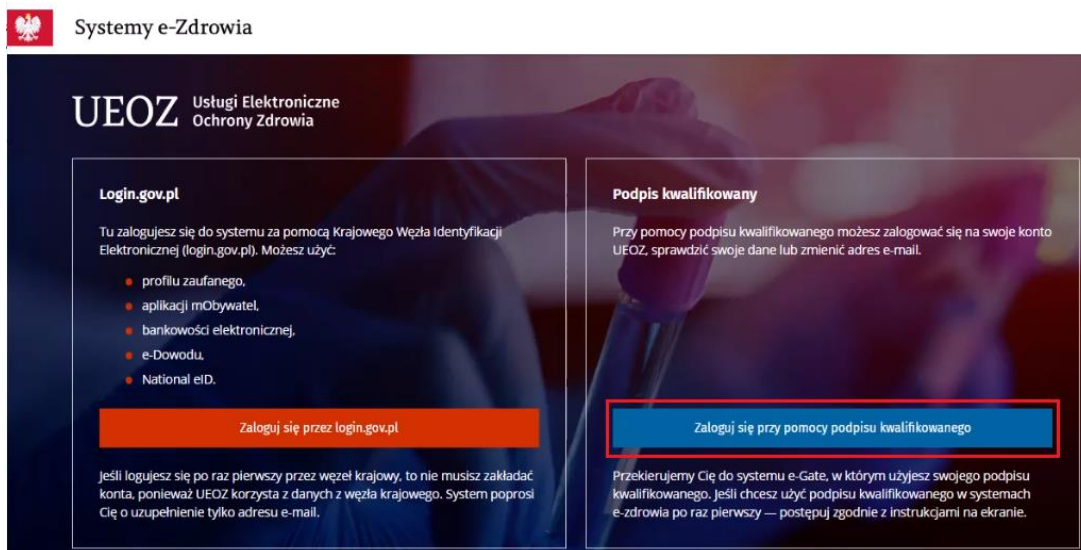 Systemy e-Zdrowia
UEOZ Usługi Elektroniczne
Ochrony Zdrowia
Login.gov.pl
Tu zalogujesz się do systemu za pomocą Krajowego Węzła Identyfikacji
Elektronicznej (login.gov.pl). Możesz użyć:
profilu zaufanego,
aplikacji mObywatel,
bankowości elektronicznej,
e-Dowodu,
National eID.
Zaloguj się przez login.gov.pl
Jeśli logujesz się po raz pierwszy przez węzeł krajowy, to nie musisz zakładać
konta, ponieważ UEOZ korzysta z danych z węzła krajowego. System poprosi
Cię o uzupełnienie tylko adresu e-mail.
Podpis kwalifikowany
Przy pomocy podpisu kwalifikowanego możesz zalogować się na swoje konto
UEOZ, sprawdzić swoje dane lub zmienić adres e-mail.
Zaloguj się przy pomocy podpisu kwalifikowanego
Przekierujemy Cię do systemu e-Gate, w którym użyjesz swojego podpisu
kwalifikowanego. Jeśli chcesz użyć podpisu kwalifikowanego w systemach
e-zdrowia po raz pierwszy — postępuj zgodnie z instrukcjami na ekranie.